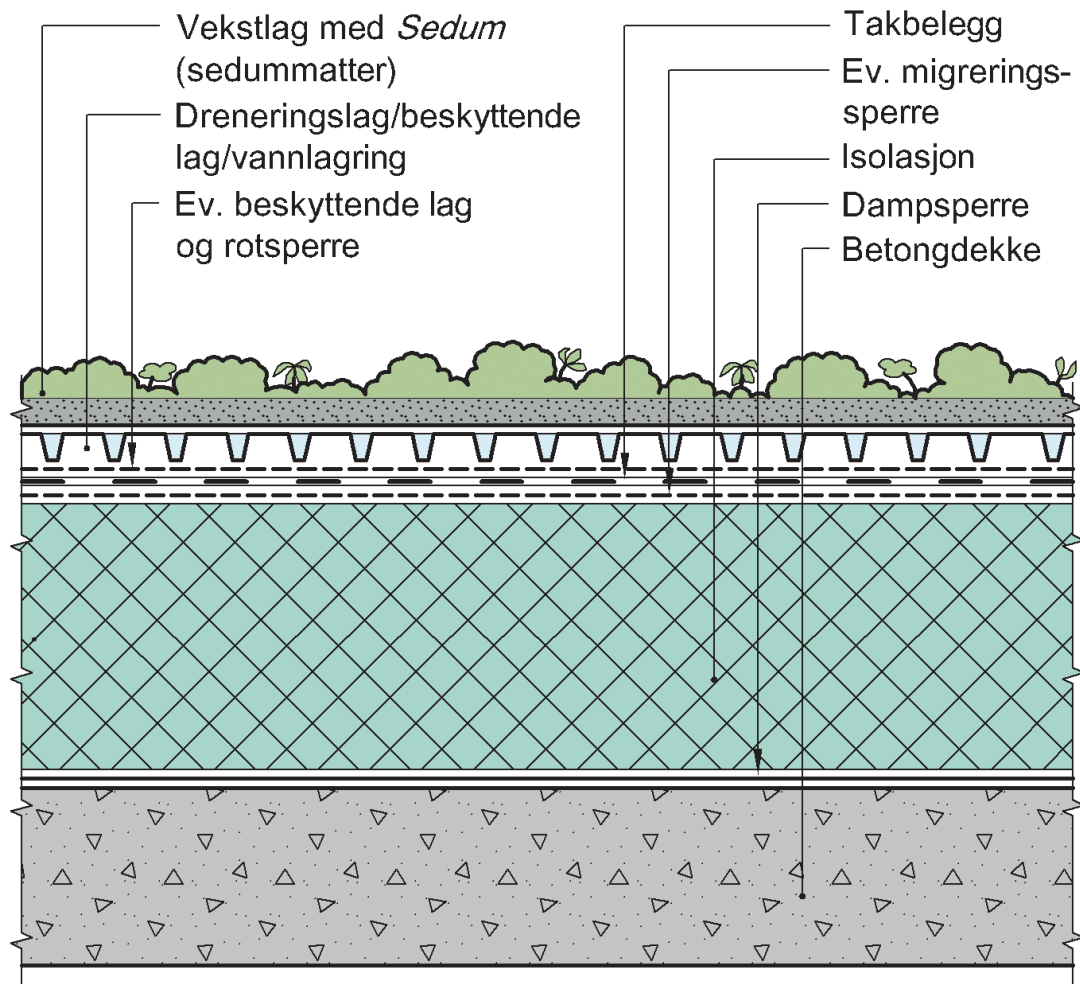 Vekstlag med Sedum
(sedummatter)
Dreneringslag/beskyttende
lag/vannlagring
Ev. beskyttende lag
og rotsperre
Takbelegg
Ev. migrerings-
sperre
Isolasjon
Dampsperre
Betongdekke